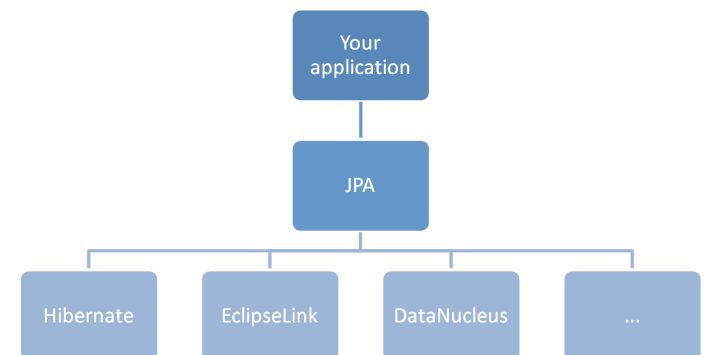 Your
application
JPA
Hibernate
EclipseLink
DataNucleus
...